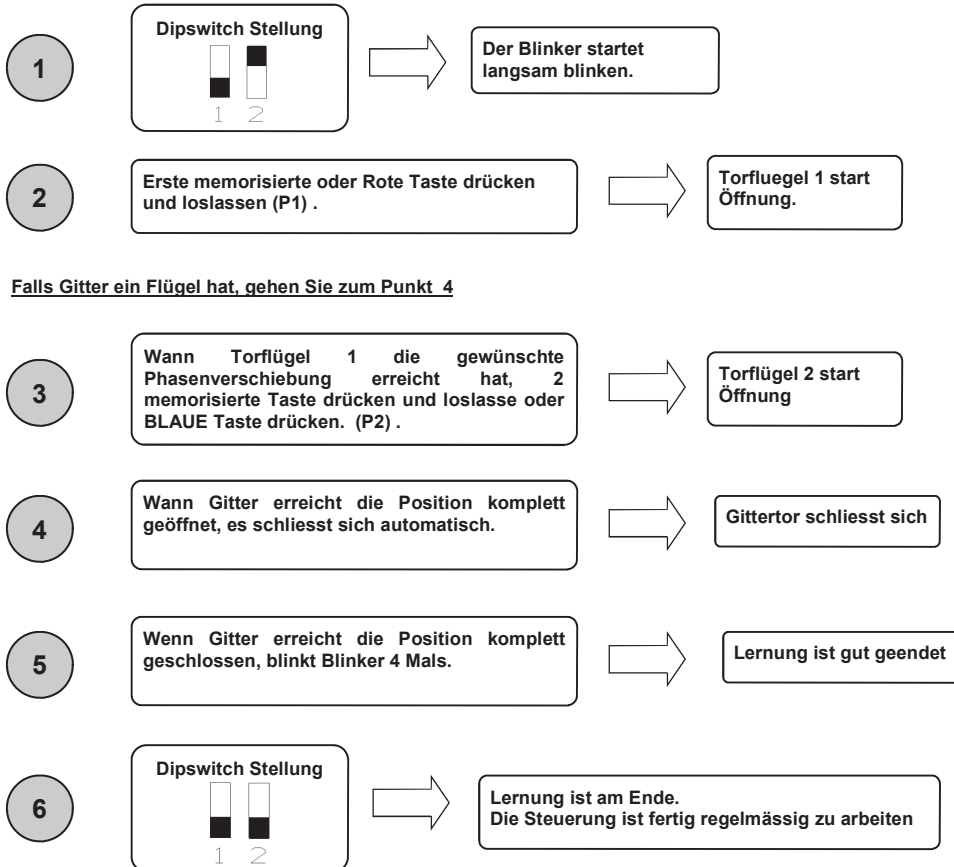 1
Dipswitch Stellung
1 2
Der Blinker startet
langsam blinken.
2
Erste memorisierte oder Rote Taste drücken
und loslassen (P1) .
Torfluegel 1 start
Öffnung.
Falls Gitter ein Flügel hat, gehen Sie zum Punkt 4
3
Wann Torflügel 1 die gewünschte
Phasenverschiebung erreicht hat, 2
memorisierte Taste drücken und loslasse oder
BLAUE Taste drücken. (P2) .
Torflügel 2 start
Öffnung
4
Wann Gitter erreicht die Position komplett
geöffnet, es schliesst sich automatisch.
Gittertor schliesst sich
5
Wenn Gitter erreicht die Position komplett
geschlossen, blinkt Blinker 4 Mals.
Lernung ist gut geendet
6
Dipswitch Stellung
1 2
Lernung ist am Ende.
Die Steuerung ist fertig regelmässig zu arbeiten